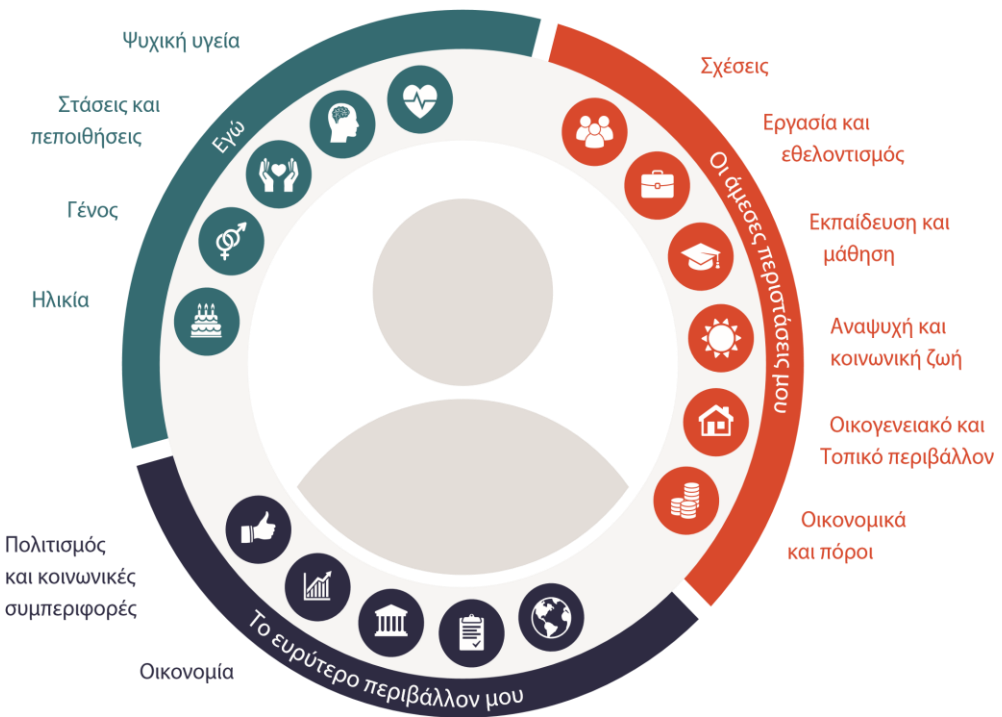 Ψυχική υγεία
Στάσεις και
πεποιθήσεις
Γένος
Ηλικία
Εγώ
Σχέσεις
Εργασία και
εθελοντισμός
Εκπαίδευση και
μάθηση
Αναψυχή και
κοινωνική ζωή
Οικογενειακό και
Τοπικό περιβάλλον
Οικονομικά
και πόροι
Οι άμεσες περιστάσεις μου
Πολιτισμός
και κοινωνικές
συμπεριφορές
Οικονομία
Το ευρύτερο περιβάλλον μου